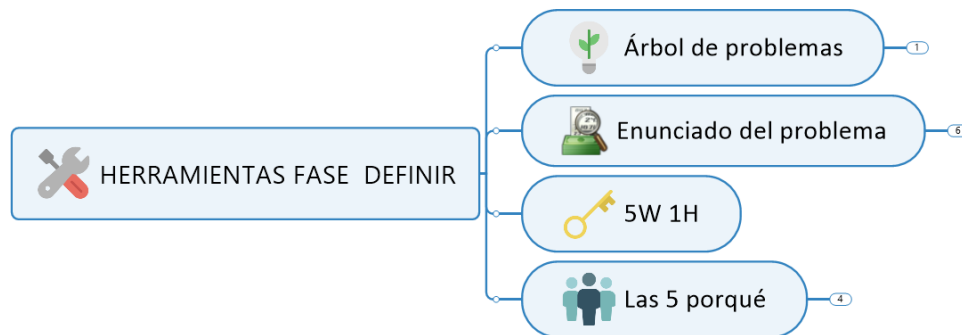 Árbol de problemas
1
Enunciado del problema
6
HERRAMIENTAS FASE DEFINIR
5W 1H
Las 5 porqué
4